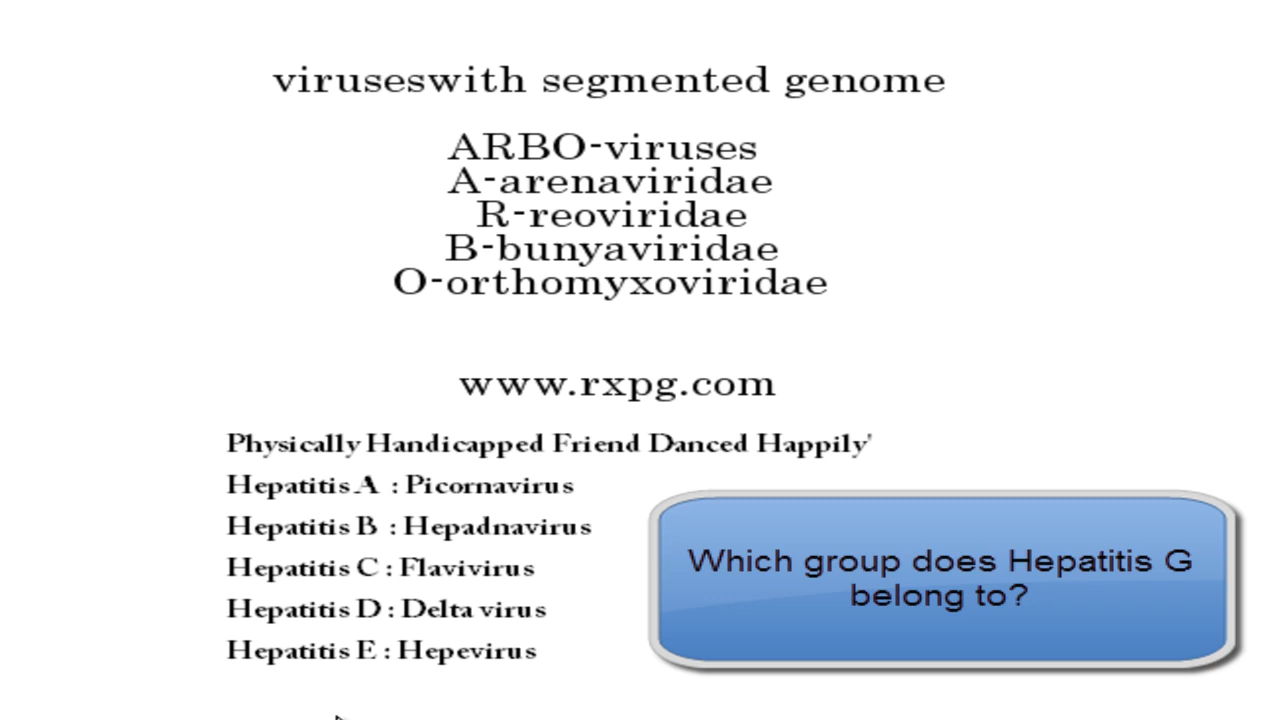 viruseswith segmented genome
ARBO-viruses
A-arenaviridae
R-reoviridae
B-bunyaviridae
O-orthomyxoviridae
www.rxpg.com
Physically Handicapped Friend Danced Happily'
Hepatitis A : Picornavirus
Hepatitis B : Hepadnavirus
Hepatitis C : Flavivirus
Hepatitis D : Delta virus
Hepatitis E : Hepevirus
Which group does Hepatitis G
belong to?